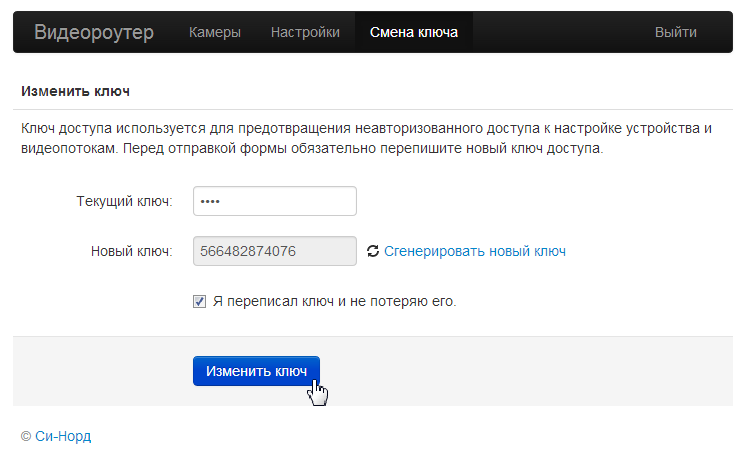 Видеороутер Камеры Настройки Смена ключа Выйти
Изменить ключ
Ключ доступа используется для предотвращения неавторизованного доступа к настройке устройства и
видеопотокам. Перед отправкой формы обязательно перепишите новый ключ доступа.
Текущий ключ: ••••
Новый ключ: 566482874076 Сгенерировать новый ключ
Я переписал ключ и не потеряю его.
Изменить ключ
© Си-Норд